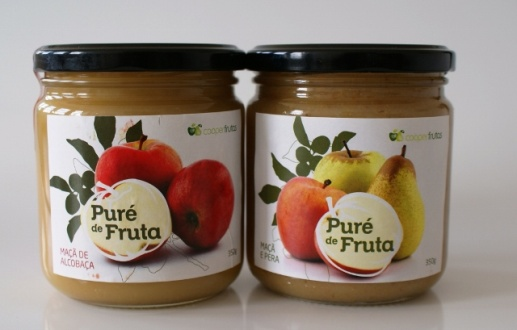 cooperfrutas
Puré
de Fruta
MAÇÃ DE
ALCOBAÇA
cooperfrutas
Puré
de Fruta
MAÇÃ
E PERA